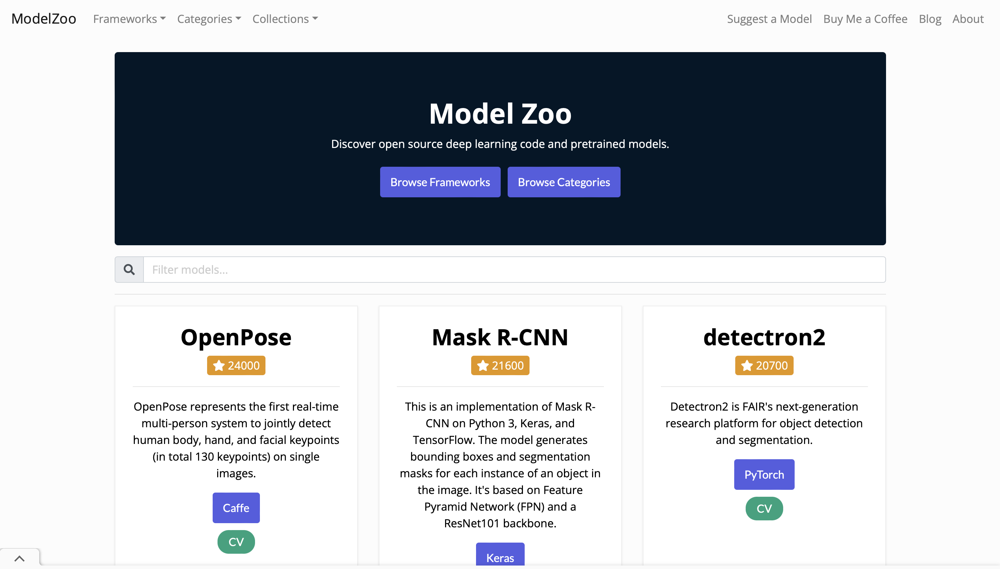 ModelZoo Frameworks Categories Collections Suggest a Model Buy Me a Coffee Blog About
Model Zoo
Discover open source deep learning code and pretrained models.
Browse Frameworks Browse Categories
Filter models...
OpenPose
24000
OpenPose represents the first real-time
multi-person system to jointly detect
human body, hand, and facial keypoints
(in total 130 keypoints) on single
images.
Caffe
CV
Mask R-CNN
21600
This is an implementation of Mask R-
CNN on Python 3, Keras, and
TensorFlow. The model generates
bounding boxes and segmentation
masks for each instance of an object in
the image. It's based on Feature
Pyramid Network (FPN) and a
ResNet101 backbone.
Keras
detectron2
20700
Detectron2 is FAIR's next-generation
research platform for object detection
and segmentation.
PyTorch
CV